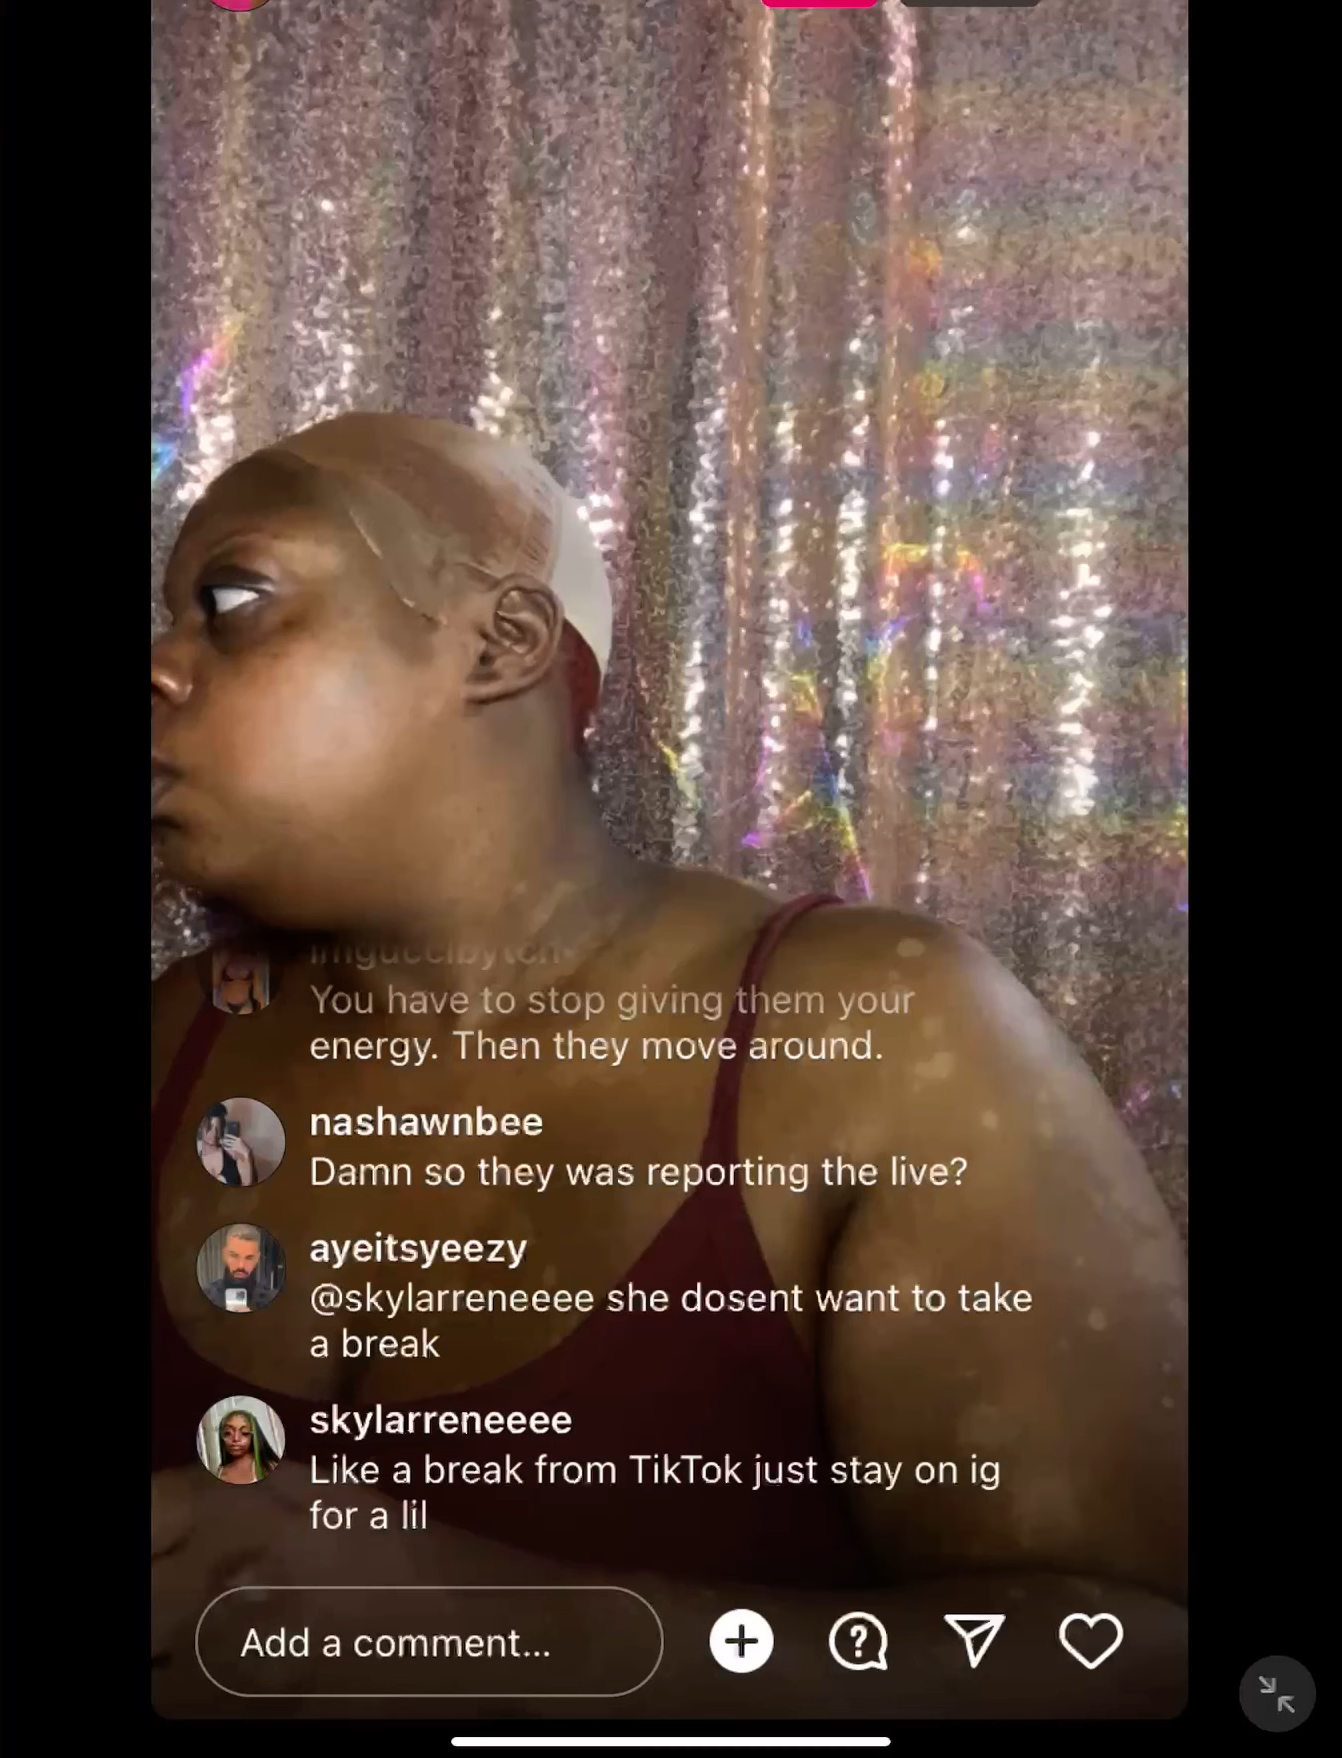 imguccibytch
You have to stop giving them your
energy. Then they move around.
nashawnbee
Damn so they was reporting the live?
ayeitsyeezy
@skylarreneeee she dosent want to take
a break
skylarreneeee
Like a break from TikTok just stay on ig
for a lil
Add a comment...